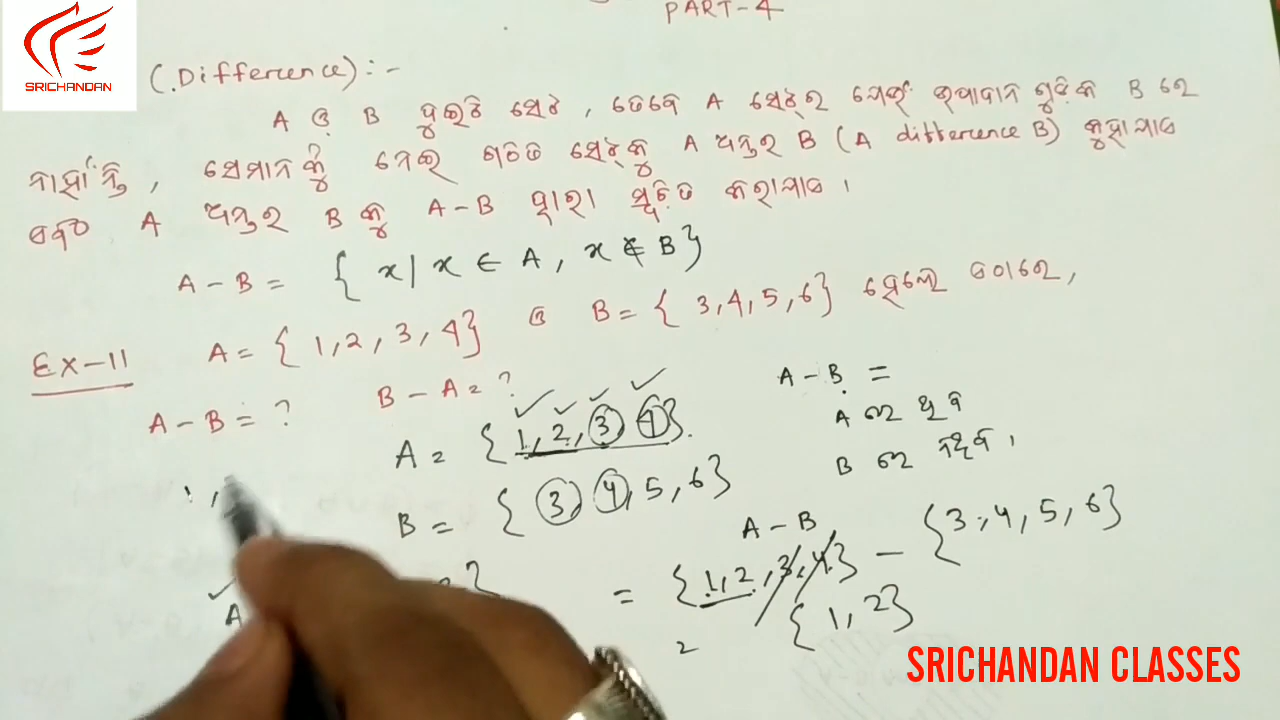 PART-4
SRICHANDAN
(Difference) :-
A ଓ B ଦୁଇଟି ସେଟ୍ , ତେବେ A ସେଟ୍‌ର ଯେଉଁ ଉପାଦାନ ଗୁଡ଼ିକ B ରେ
ନାହାଁନ୍ତି , ସେମାନଙ୍କୁ ନେଇ ଗଠିତ ସେଟ୍‌କୁ A ଅନ୍ତର B (A difference B) କୁହାଯାଏ
ଏବଂ A ଅନ୍ତର B କୁ A-B ଦ୍ୱାରା ସୂଚିତ କରାଯାଏ ।
A - B = { x | x ∈ A , x ∉ B }
Ex-11 A = { 1, 2, 3, 4 } ଓ B = { 3, 4, 5, 6 } ହେଲେ
A - B = ? B - A = ?
A - B =
A ରେ ଥିବ
B ରେ ନଥିବ ।
A = { 1, 2, 3, 4 }
B = { 3, 4, 5, 6 }
A - B
= { 1, 2, 3, 4 } - { 3, 4, 5, 6 }
= { 1, 2 }
A
SRICHANDAN CLASSES